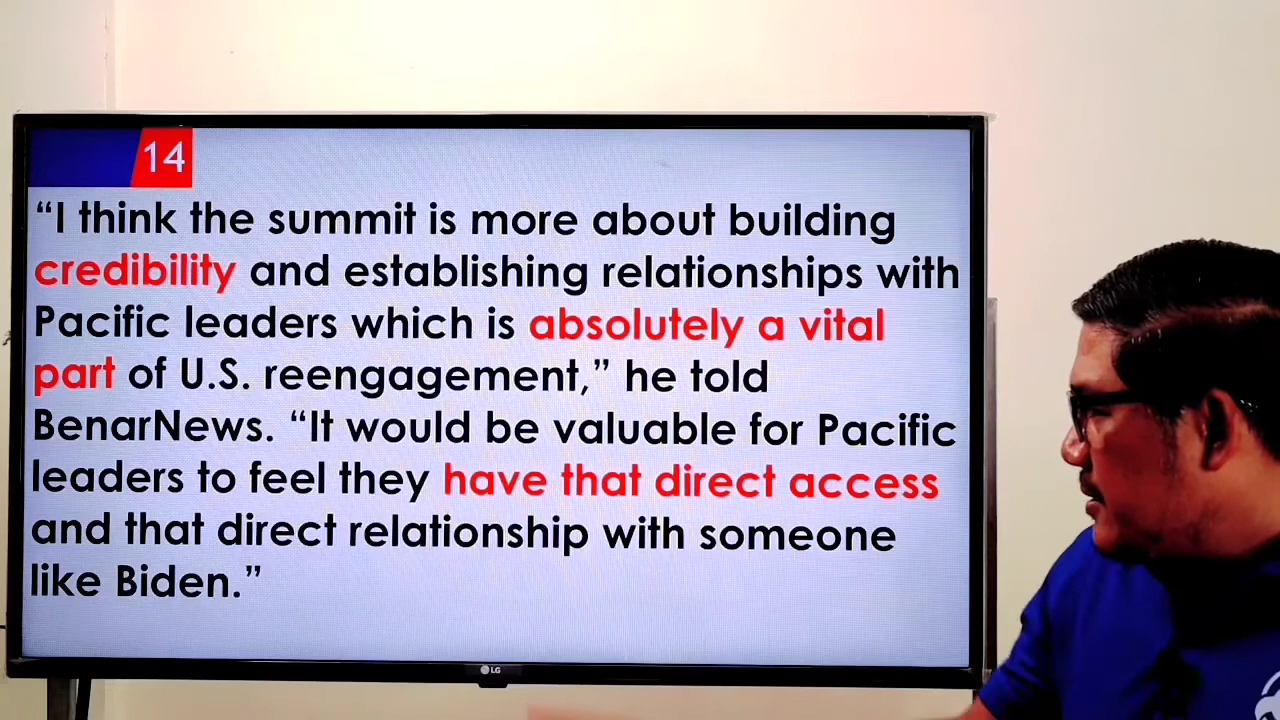 14
“I think the summit is more about building
credibility and establishing relationships with
Pacific leaders which is absolutely a vital
part of U.S. reengagement,” he told
BenarNews. “It would be valuable for Pacific
leaders to feel they have that direct access
and that direct relationship with someone
like Biden.”
LG